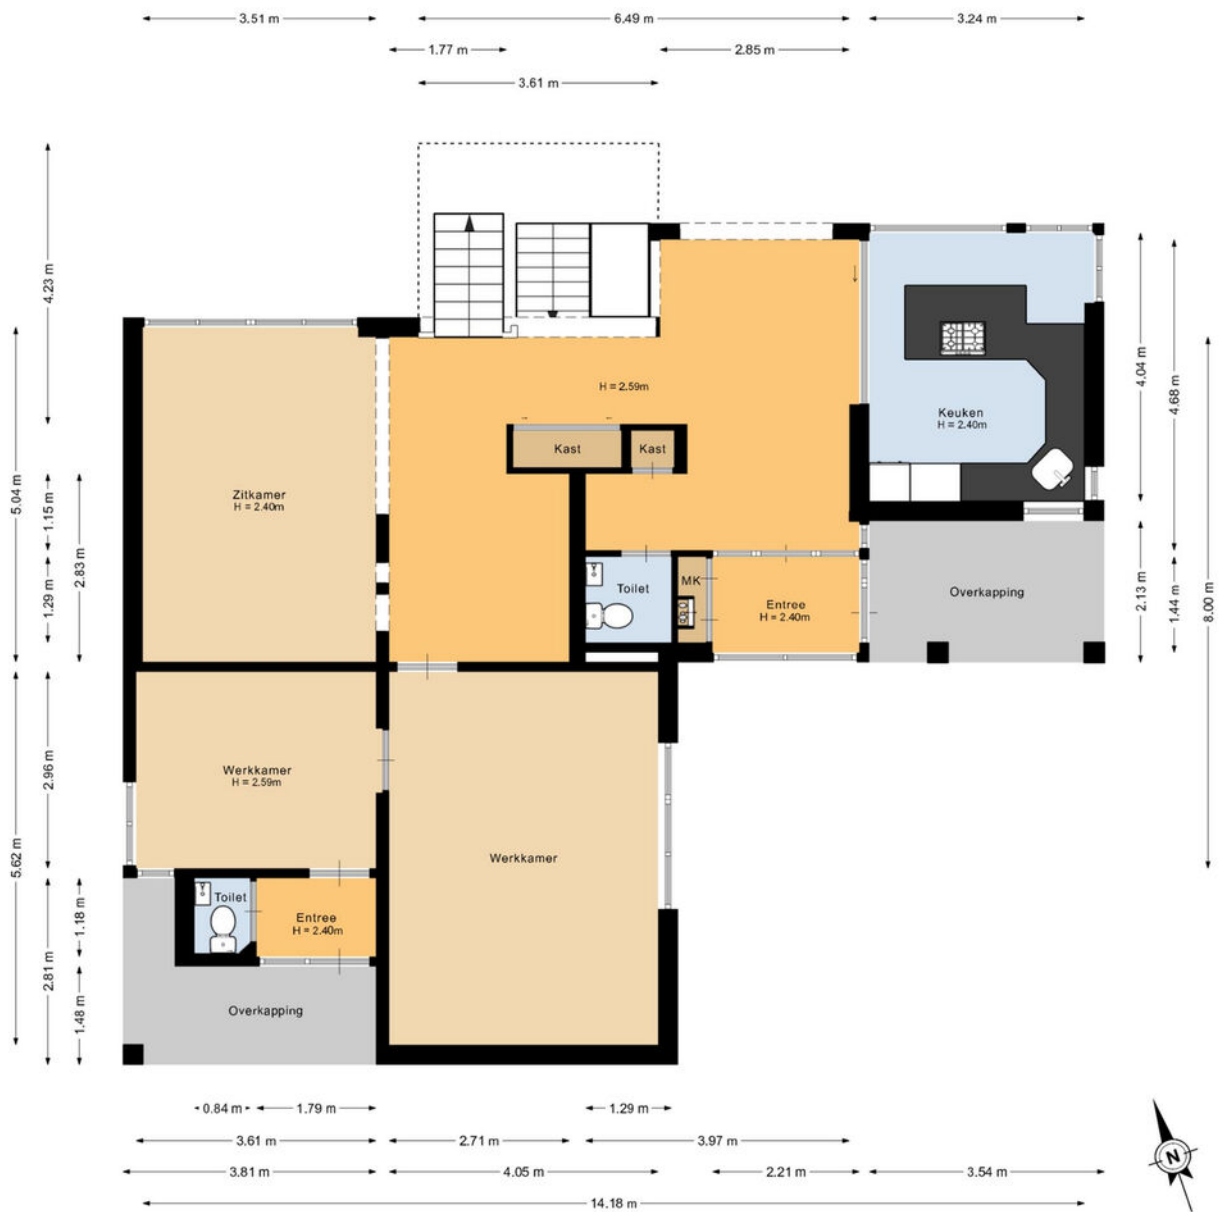 3.51 m
6.49 m
3.24 m
1.77 m
2.85 m
3.61 m
4.23 m
5.04 m
1.15 m
1.29 m
2.83 m
4.04 m
4.68 m
2.13 m
1.44 m
8.00 m
H = 2.59m
Keuken
H = 2.40m
Kast
Kast
Zitkamer
H = 2.40m
Toilet
MK
Entree
H = 2.40m
Overkapping
Werkkamer
H = 2.59m
Werkkamer
2.96 m
5.62 m
2.81 m
1.18 m
1.48 m
Toilet
Entree
H = 2.40m
Overkapping
0.84 m
1.79 m
1.29 m
3.61 m
2.71 m
3.97 m
3.81 m
4.05 m
2.21 m
3.54 m
14.18 m
N